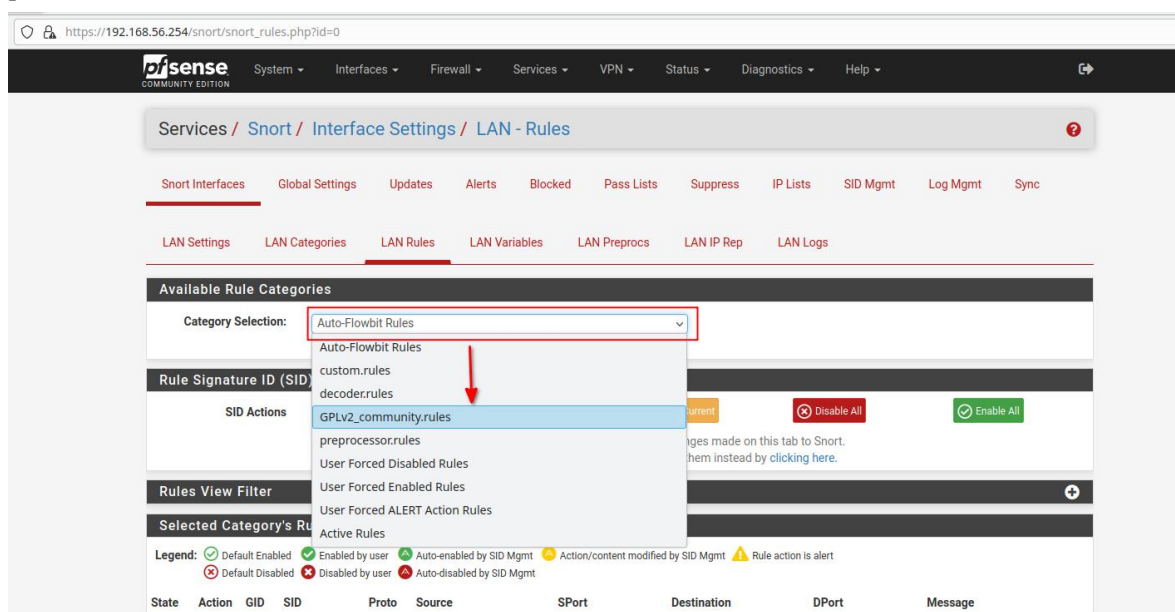 https://192.168.56.254/snort/snort_rules.php?id=0
pfsense COMMUNITY EDITION System Interfaces Firewall Services VPN Status Diagnostics Help
Services / Snort / Interface Settings / LAN - Rules
Snort Interfaces Global Settings Updates Alerts Blocked Pass Lists Suppress IP Lists SID Mgmt Log Mgmt Sync
LAN Settings LAN Categories LAN Rules LAN Variables LAN Preprocs LAN IP Rep LAN Logs
Available Rule Categories
Category Selection: Auto-Flowbit Rules
Auto-Flowbit Rules
custom.rules
Rule Signature ID (SID)
decoder.rules
SID Actions GPLv2_community.rules Disable All Enable All
preprocessor.rules made on this tab to Snort.
User Forced Disabled Rules them instead by clicking here.
Rules View Filter User Forced Enabled Rules
User Forced ALERT Action Rules
Selected Category's
Active Rules
Legend: Default Enabled Enabled by user Auto-enabled by SID Mgmt Action/content modified by SID Mgmt Rule action is alert
Default Disabled Disabled by user Auto-disabled by SID Mgmt
State Action GID SID Proto Source SPort Destination DPort Message